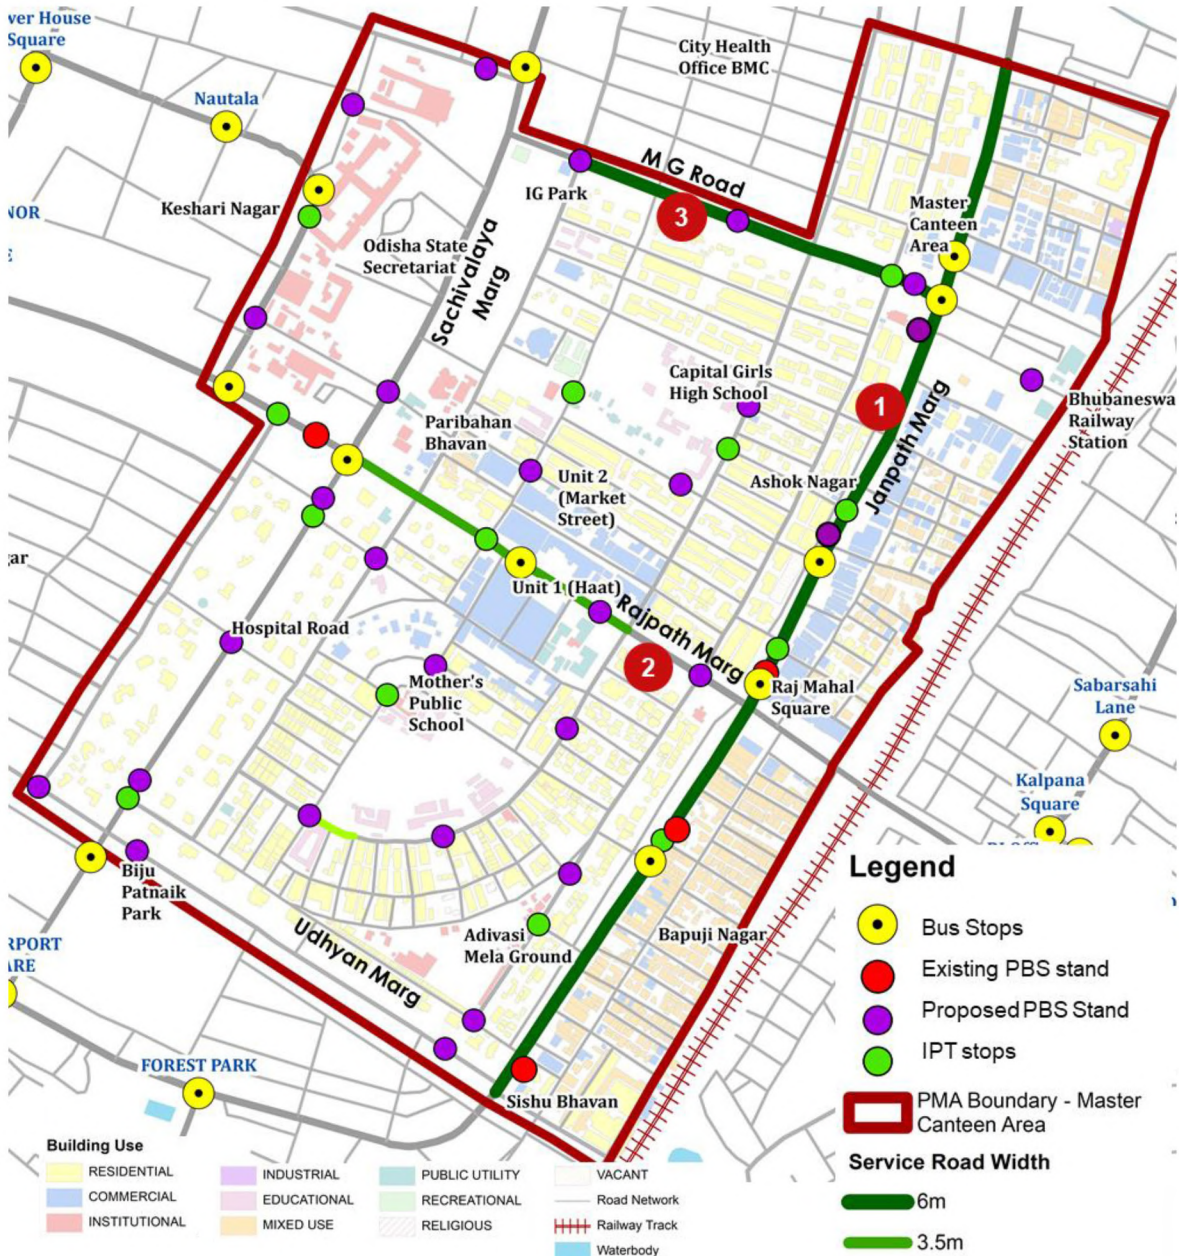 ver House
Square
Nautala
City Health
Office BMC
M G Road
IG Park
3
NOR
Keshari Nagar
Master
Canteen
Area
Odisha State
Secretariat
Sachivalaya
Marg
E
Capital Girls
High School
1
Janpath Marg
Bhubaneswa
Railway
Station
Paribahan
Bhavan
Unit 2
(Market
Street)
Ashok Nagar
gar
Unit 1 (Haat)
Rajpath Marg
Hospital Road
2
Mother's
Public
School
Raj Mahal
Square
Sabarsahi
Lane
Kalpana
Square
Biju
Patnaik
Park
Udhyan Marg
Adivasi
Mela Ground
Bapuji Nagar
RPORT
ARE
FOREST PARK
Sishu Bhavan
Legend
Bus Stops
Existing PBS stand
Proposed PBS Stand
IPT stops
PMA Boundary - Master
Canteen Area
Service Road Width
6m
3.5m
Building Use
RESIDENTIAL
COMMERCIAL
INSTITUTIONAL
INDUSTRIAL
EDUCATIONAL
MIXED USE
PUBLIC UTILITY
RECREATIONAL
RELIGIOUS
VACANT
Road Network
Railway Track
Waterbody